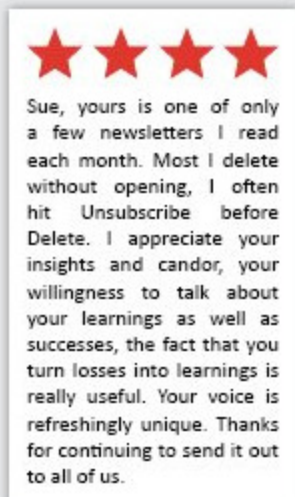 Sue, yours is one of only
a few newsletters I read
each month. Most I delete
without opening, I often
hit Unsubscribe before
Delete. I appreciate your
insights and candor, your
willingness to talk about
your learnings as well as
successes, the fact that you
turn losses into learnings is
really useful. Your voice is
refreshingly unique. Thanks
for continuing to send it out
to all of us.